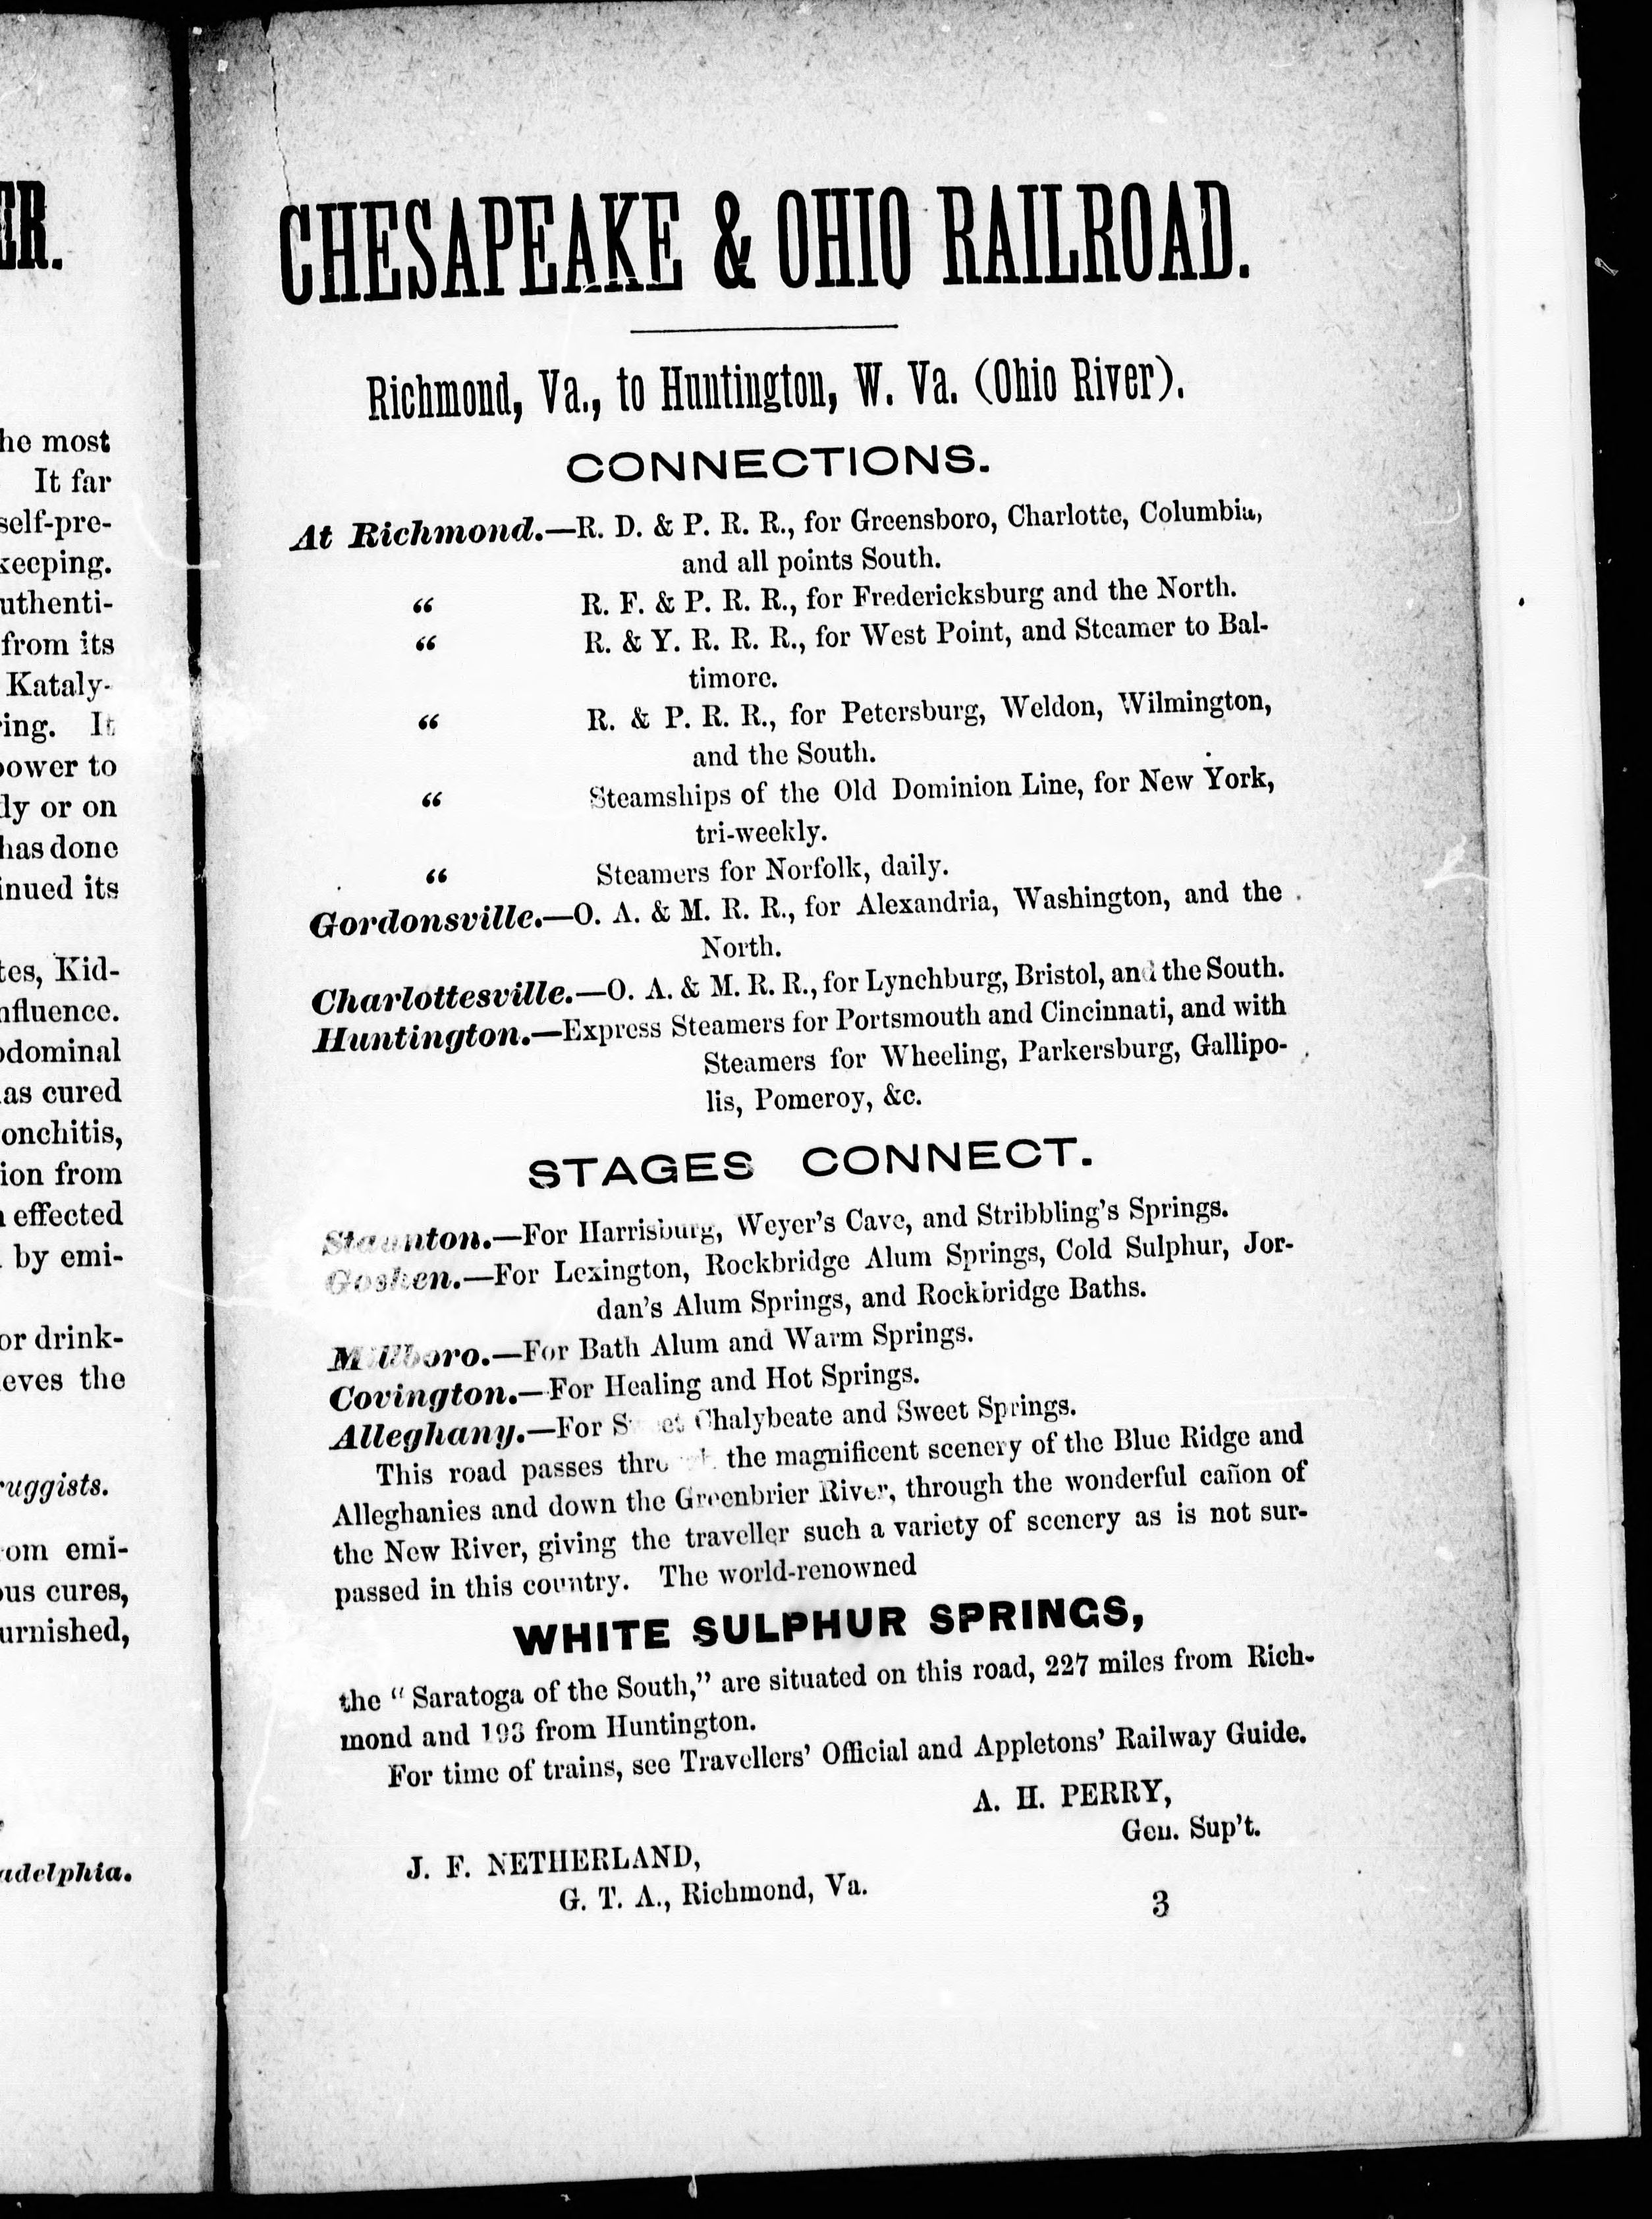 ER.
he most
It far
self-pre-
keeping.
uthenti-
from its
Kataly-
ring. It
power to
dy or on
has done
inued its
tes, Kid-
nfluence.
bdominal
as cured
onchitis,
ion from
effected
by emi-
or drink-
eves the
ruggists.
om emi-
ous cures,
urnished,
adelphia.
CHESAPEAKE & OHIO RAILROAD.
Richmond, Va., to Huntington, W. Va. (Ohio River).
CONNECTIONS.
At Richmond.—R. D. & P. R. R., for Greensboro, Charlotte, Columbia,
and all points South.
“ R. F. & P. R. R., for Fredericksburg and the North.
“ R. & Y. R. R. R., for West Point, and Steamer to Bal-
timore.
“ R. & P. R. R., for Petersburg, Weldon, Wilmington,
and the South.
“ Steamships of the Old Dominion Line, for New York,
tri-weekly.
“ Steamers for Norfolk, daily.
Gordonsville.—O. A. & M. R. R., for Alexandria, Washington, and the
North.
Charlottesville.—O. A. & M. R. R., for Lynchburg, Bristol, and the South.
Huntington.—Express Steamers for Portsmouth and Cincinnati, and with
Steamers for Wheeling, Parkersburg, Gallipo-
lis, Pomeroy, &c.
STAGES CONNECT.
Staunton.—For Harrisburg, Weyer's Cave, and Stribbling's Springs.
Goshen.—For Lexington, Rockbridge Alum Springs, Cold Sulphur, Jor-
dan's Alum Springs, and Rockbridge Baths.
Millboro.—For Bath Alum and Warm Springs.
Covington.—For Healing and Hot Springs.
Alleghany.—For Sweet Chalybeate and Sweet Springs.
This road passes through the magnificent scenery of the Blue Ridge and
Alleghanies and down the Greenbrier River, through the wonderful cañon of
the New River, giving the traveller such a variety of scenery as is not sur-
passed in this country. The world-renowned
WHITE SULPHUR SPRINGS,
the “Saratoga of the South,” are situated on this road, 227 miles from Rich-
mond and 193 from Huntington.
For time of trains, see Travellers' Official and Appletons' Railway Guide.
A. H. PERRY,
Gen. Sup't.
J. F. NETHERLAND,
G. T. A., Richmond, Va.
3